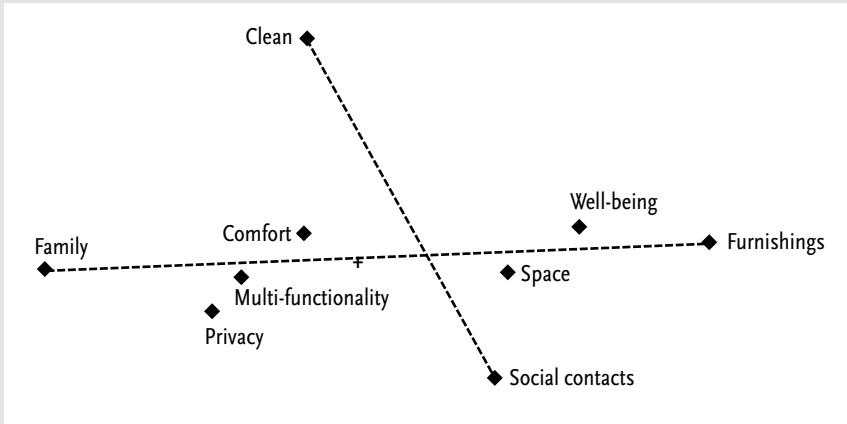 Clean
Well-being
Comfort
Furnishings
Family
Space
Multi-functionality
Privacy
Social contacts